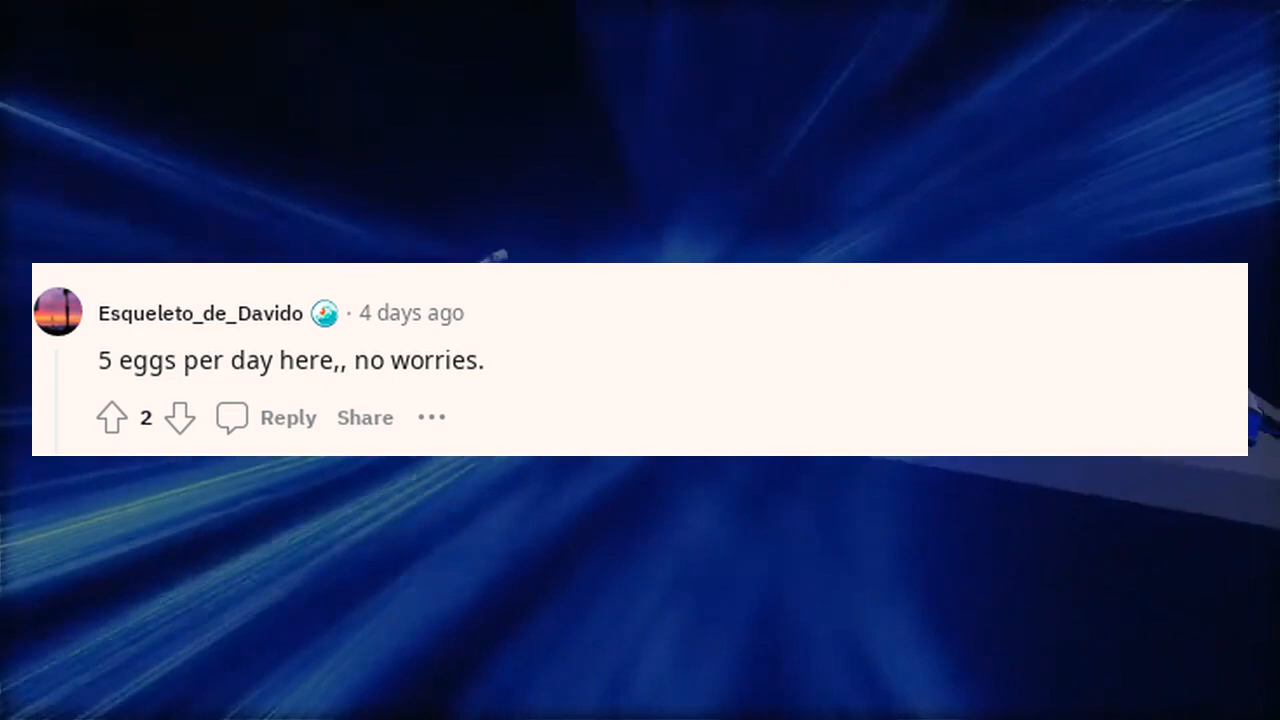 Esqueleto_de_Davido · 4 days ago
5 eggs per day here,, no worries.
2 Reply Share ···